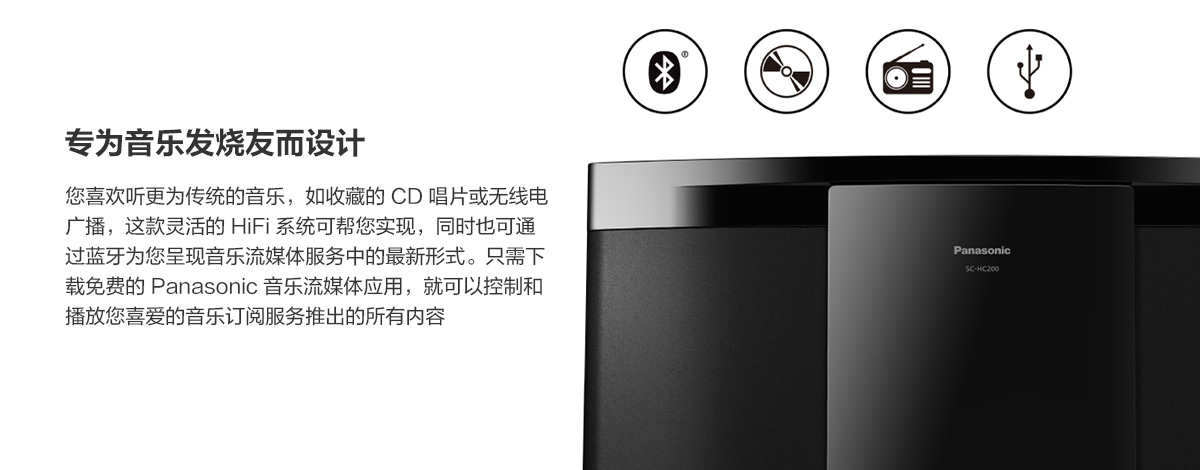 专为音乐发烧友而设计
您喜欢听更为传统的音乐，如收藏的 CD 唱片或无线电
广播，这款灵活的 HiFi 系统可帮您实现，同时也可通
过蓝牙为您呈现音乐流媒体服务中的最新形式。只需下
载免费的 Panasonic 音乐流媒体应用，就可以控制和
播放您喜爱的音乐订阅服务推出的所有内容
®
Panasonic
SC-HC200